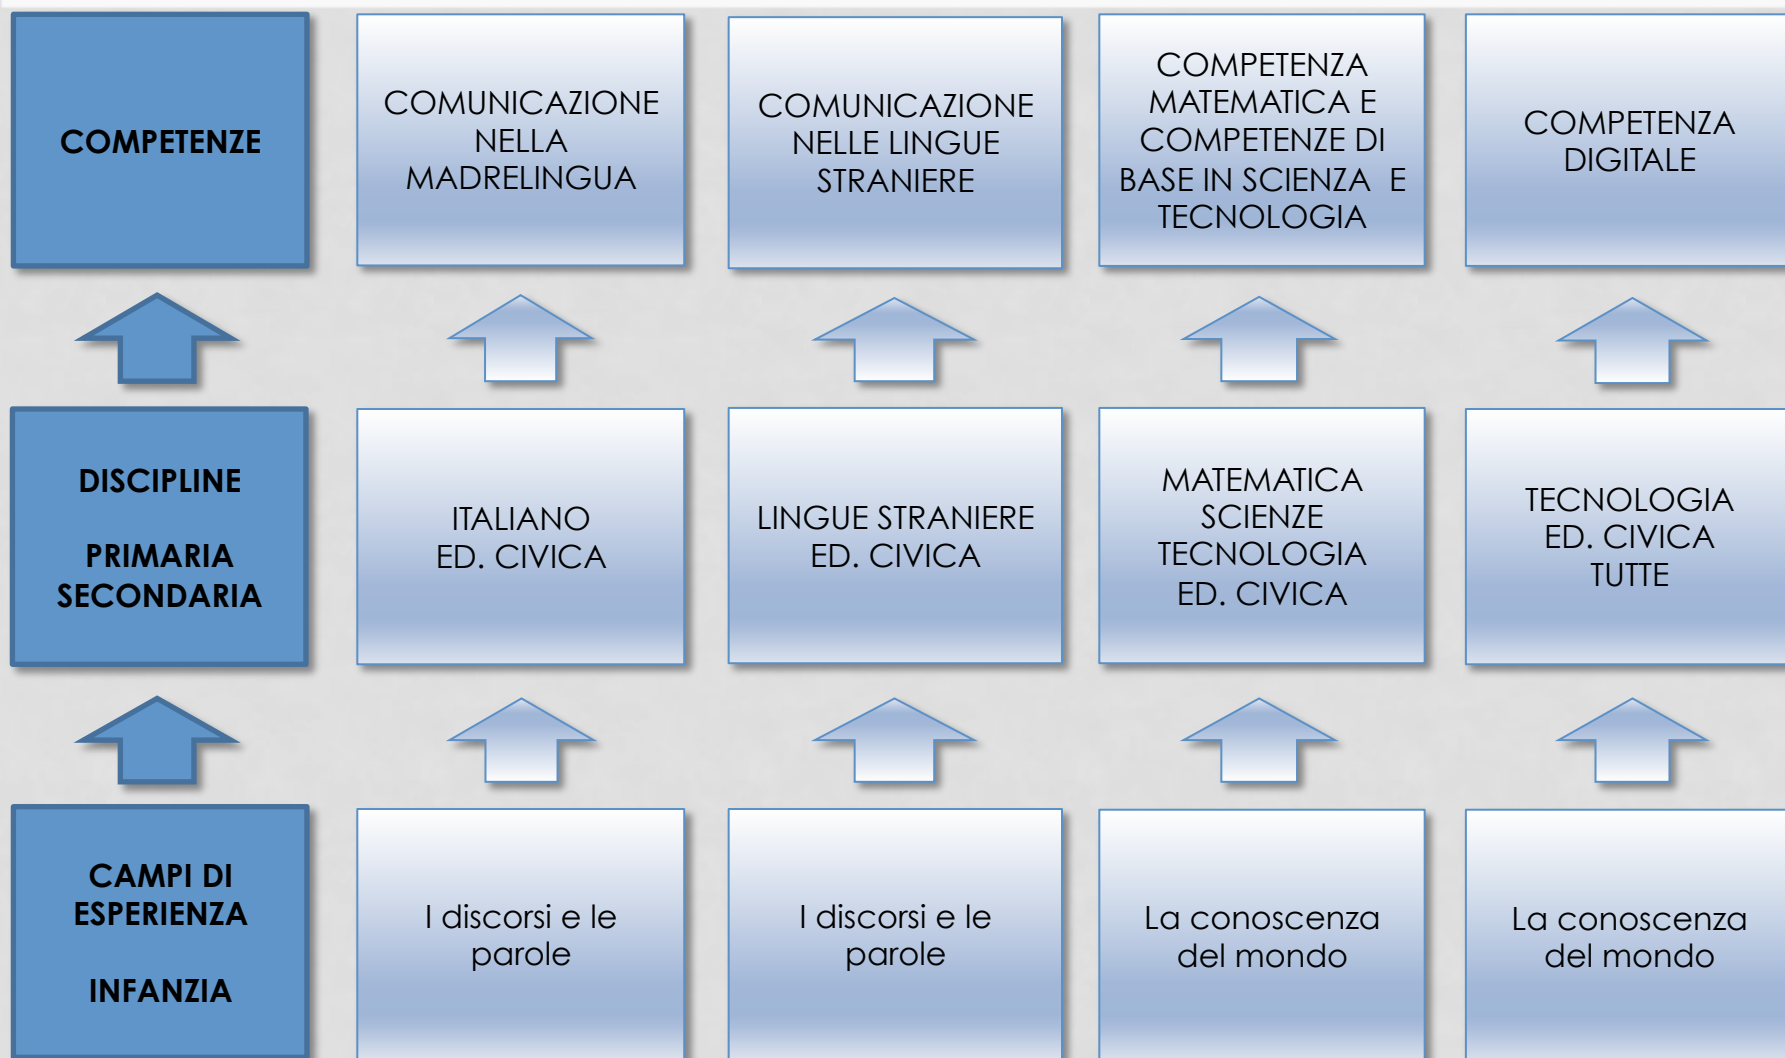 COMPETENZE
COMUNICAZIONE
NELLA
MADRELINGUA
COMUNICAZIONE
NELLE LINGUE
STRANIERE
COMPETENZA
MATEMATICA E
COMPETENZE DI
BASE IN SCIENZA E
TECNOLOGIA
COMPETENZA
DIGITALE
DISCIPLINE
PRIMARIA
SECONDARIA
ITALIANO
ED. CIVICA
LINGUE STRANIERE
ED. CIVICA
MATEMATICA
SCIENZE
TECNOLOGIA
ED. CIVICA
TECNOLOGIA
ED. CIVICA
TUTTE
CAMPI DI
ESPERIENZA
INFANZIA
I discorsi e le
parole
I discorsi e le
parole
La conoscenza
del mondo
La conoscenza
del mondo